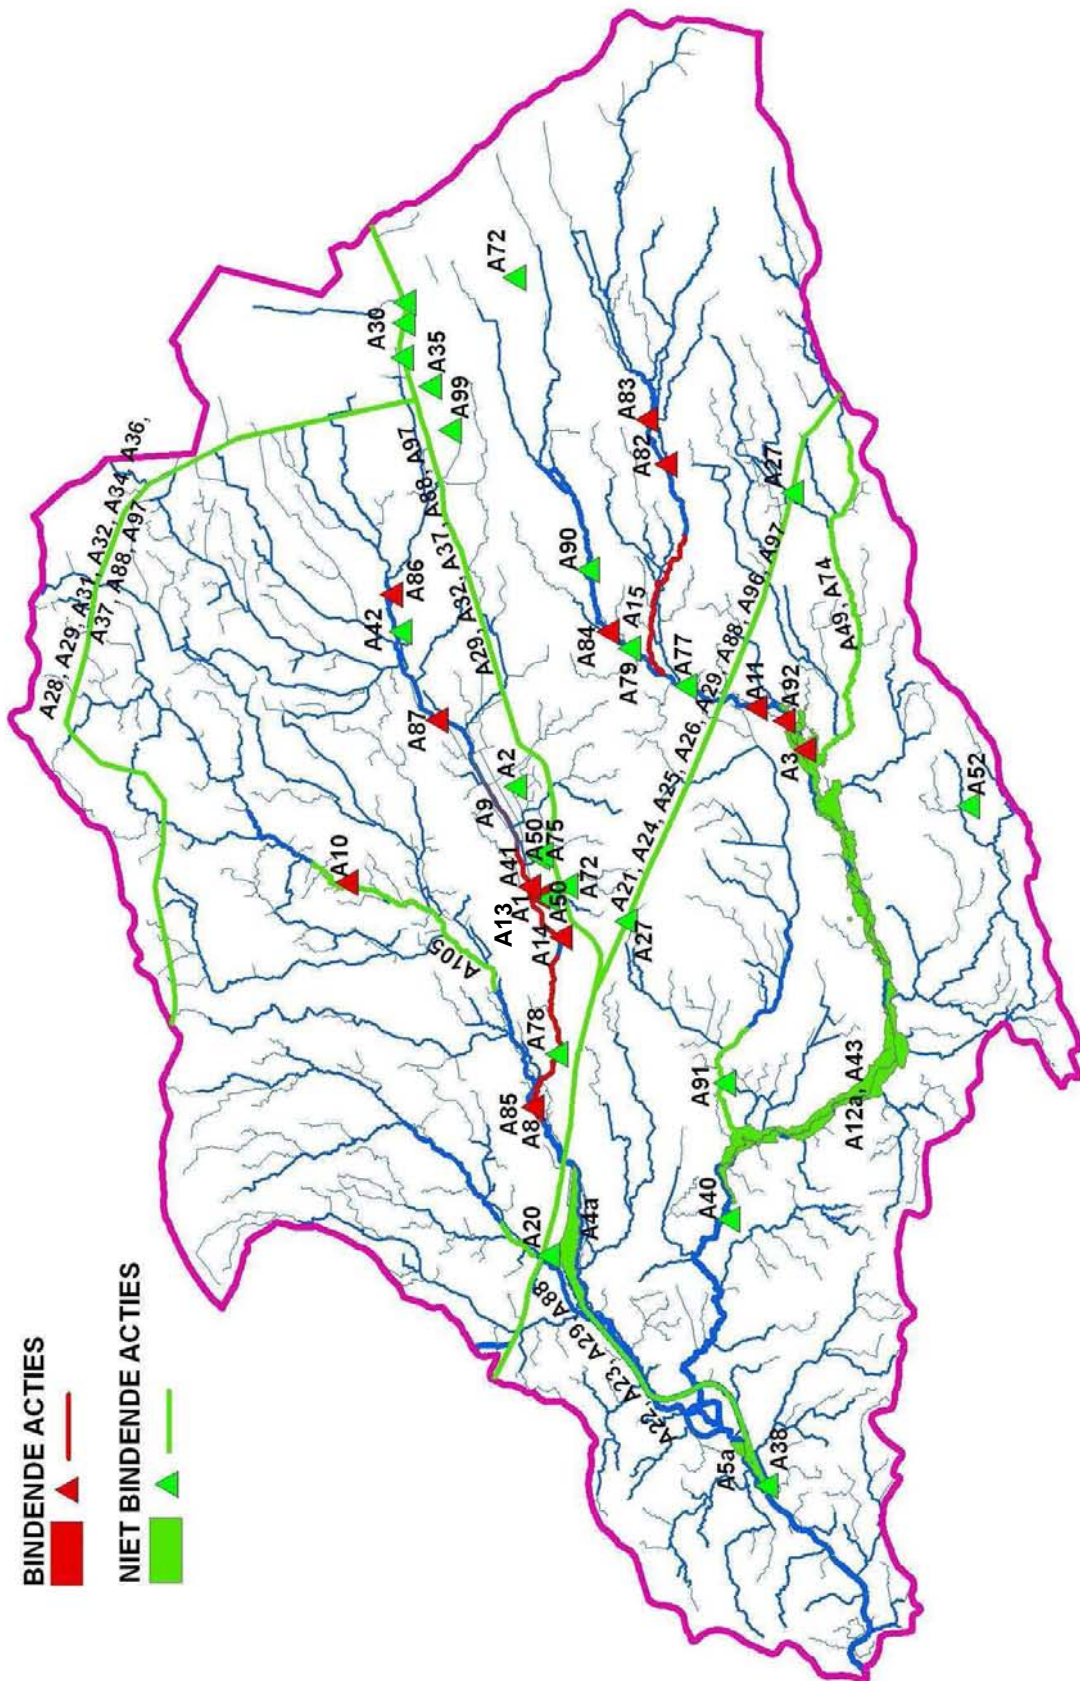 BINDENDE ACTIES
NIET BINDENDE ACTIES
A28, A29, A31, A32, A34, A36,
A37, A88, A97
A30
A35
A99
A72
A29, A32, A37, A88, A97
A86
A42
A87
A9
A2
A10
A105
A13
A1
A41
A50
A75
A72
A50
A14
A78
A85
A8
A83
A82
A90
A15
A84
A79
A77
A27
A21, A24, A25, A26, A29, A88, A96, A97
A49, A74
A11
A92
A3
A52
A27
A91
A12a, A43
A40
A20
A4a
A22, A23, A29, A88
A5a
A38